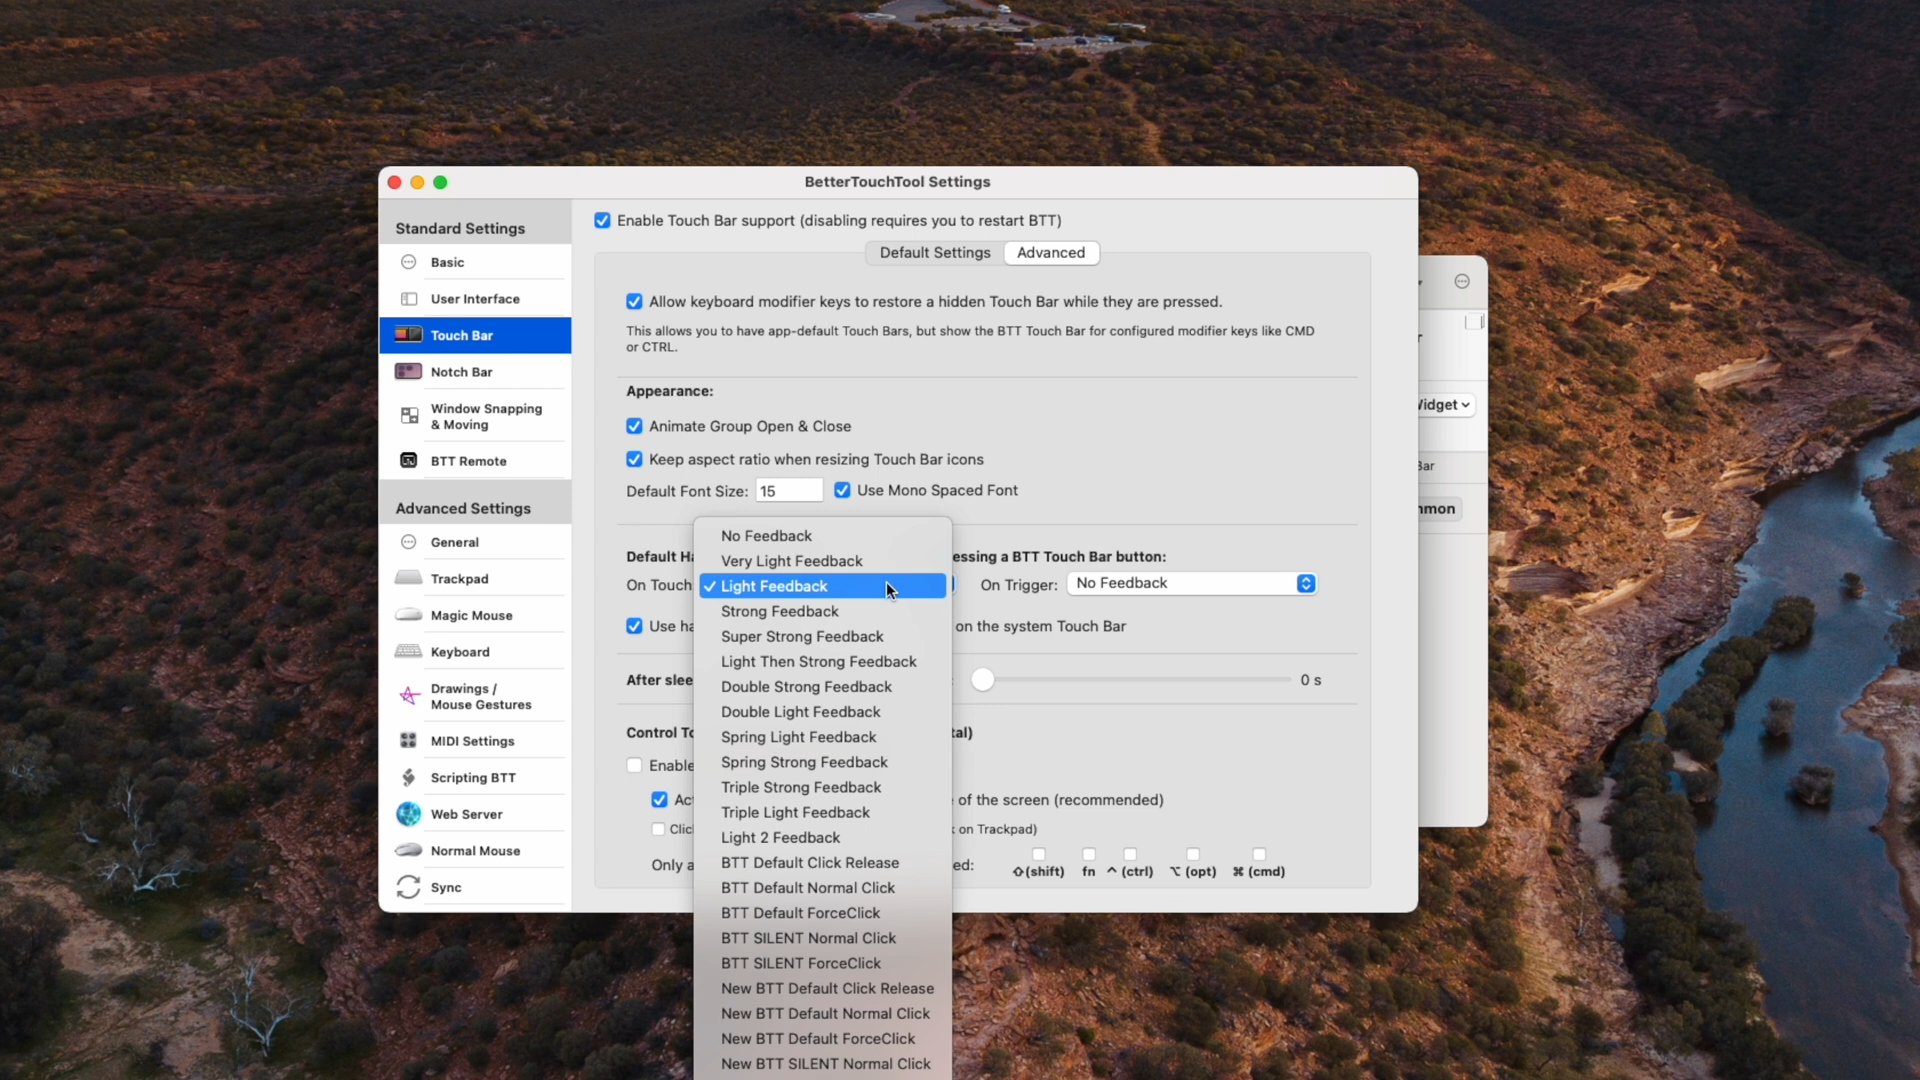 BetterTouchTool Settings
Standard Settings
Basic
User Interface
Touch Bar
Notch Bar
Window Snapping
& Moving
BTT Remote
Advanced Settings
General
Trackpad
Magic Mouse
Keyboard
Drawings /
Mouse Gestures
MIDI Settings
Scripting BTT
Web Server
Normal Mouse
Sync
Enable Touch Bar support (disabling requires you to restart BTT)
Default Settings
Advanced
Allow keyboard modifier keys to restore a hidden Touch Bar while they are pressed.
This allows you to have app-default Touch Bars, but show the BTT Touch Bar for configured modifier keys like CMD
or CTRL.
Appearance:
Animate Group Open & Close
Keep aspect ratio when resizing Touch Bar icons
Default Font Size: 15 Use Mono Spaced Font
Default Ha
essing a BTT Touch Bar button:
On Touch
On Trigger: No Feedback
Use ha
on the system Touch Bar
After slee
: 0 s
Control To
tal)
Enable
Act
e of the screen (recommended)
Clic
k on Trackpad)
Only a
ed:
⇧(shift) fn ^ (ctrl) ⌥ (opt) ⌘ (cmd)
No Feedback
Very Light Feedback
✓ Light Feedback
Strong Feedback
Super Strong Feedback
Light Then Strong Feedback
Double Strong Feedback
Double Light Feedback
Spring Light Feedback
Spring Strong Feedback
Triple Strong Feedback
Triple Light Feedback
Light 2 Feedback
BTT Default Click Release
BTT Default Normal Click
BTT Default ForceClick
BTT SILENT Normal Click
BTT SILENT ForceClick
New BTT Default Click Release
New BTT Default Normal Click
New BTT Default ForceClick
New BTT SILENT Normal Click
r
Widget
Bar
mmon